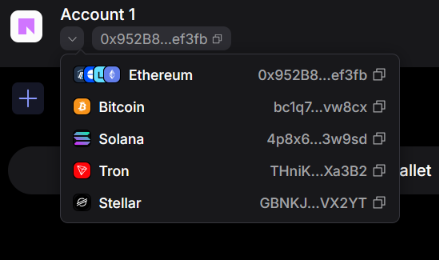 Account 1
0x952B8...ef3fb
Ethereum 0x952B8...ef3fb
Bitcoin bc1q7...vw8cx
Solana 4p8x6...3w9sd
Tron THniK...Xa3B2
allet
Stellar GBNKJ...VX2YT